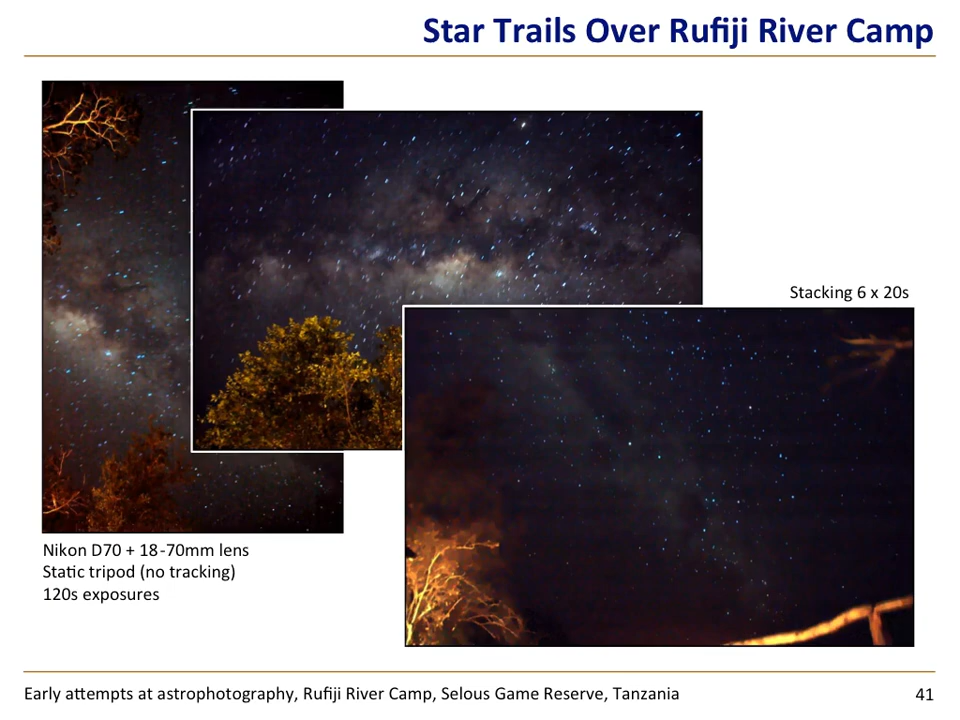 Star Trails Over Rufiji River Camp
Stacking 6 x 20s
Nikon D70 + 18-70mm lens
Static tripod (no tracking)
120s exposures
Early attempts at astrophotography, Rufiji River Camp, Selous Game Reserve, Tanzania
41